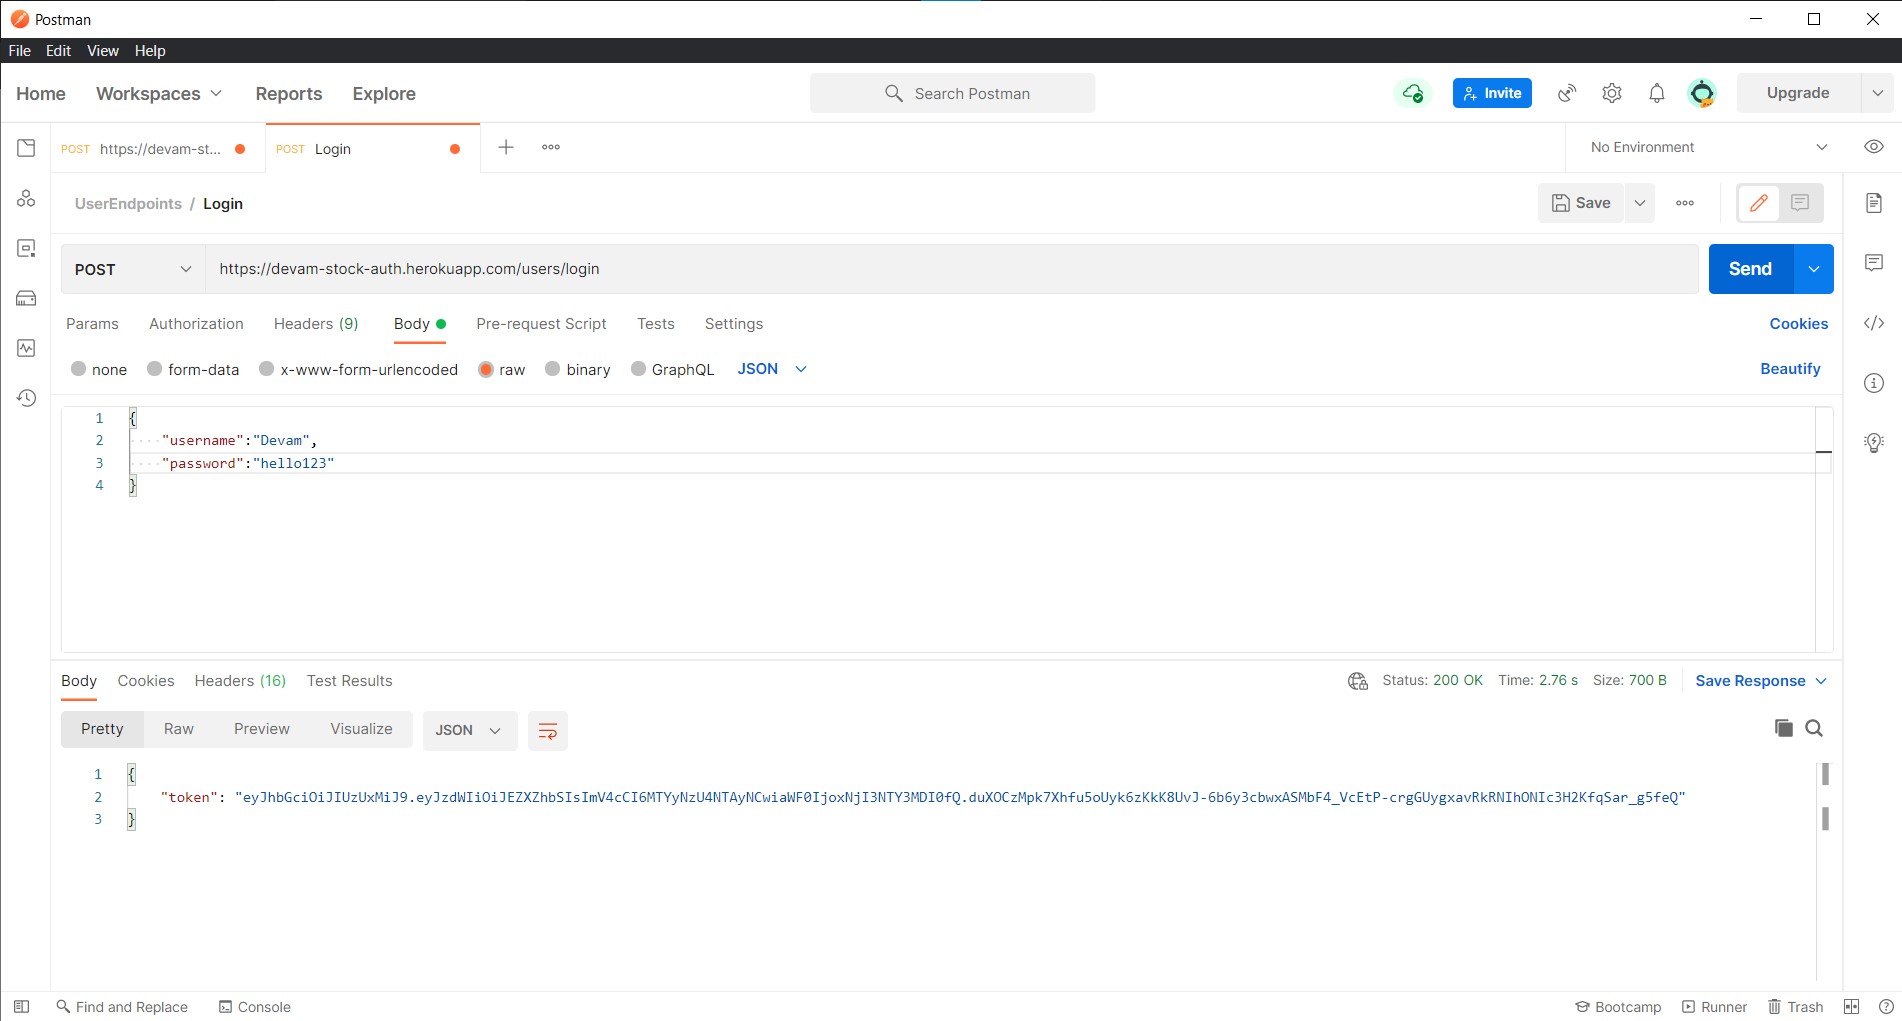 Postman
File Edit View Help
Home Workspaces Reports Explore Search Postman Invite Upgrade
POST https://devam-st... POST Login No Environment
UserEndpoints / Login Save
POST https://devam-stock-auth.herokuapp.com/users/login Send
Params Authorization Headers (9) Body Pre-request Script Tests Settings Cookies
none form-data x-www-form-urlencoded raw binary GraphQL JSON Beautify
1 {
2 "username":"Devam",
3 "password":"hello123"
4 }
Body Cookies Headers (16) Test Results Status: 200 OK Time: 2.76 s Size: 700 B Save Response
Pretty Raw Preview Visualize JSON
1 {
2 "token": "eyJhbGciOiJIUzUxMiJ9.eyJzdWIiOiJEZXZhbSIsImV4cCI6MTYyNzU4NTAyNCwiaWF0IjoxNjI3NTY3MDI0fQ.duXOCzMpk7Xhfu5oUyk6zKkK8UvJ-6b6y3cbwxASMbF4_VcEtP-crgGUygxavRkRNIhONIc3H2KfqSar_g5feQ"
3 }
Find and Replace Console Bootcamp Runner Trash